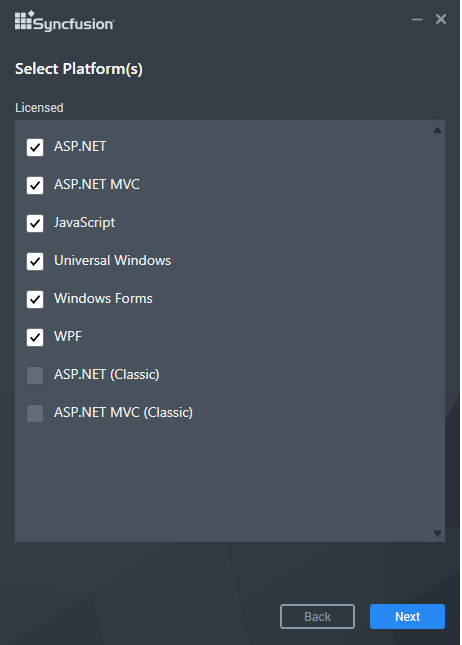 Syncfusion®
Select Platform(s)
Licensed
ASP.NET
ASP.NET MVC
JavaScript
Universal Windows
Windows Forms
WPF
ASP.NET (Classic)
ASP.NET MVC (Classic)
Back
Next